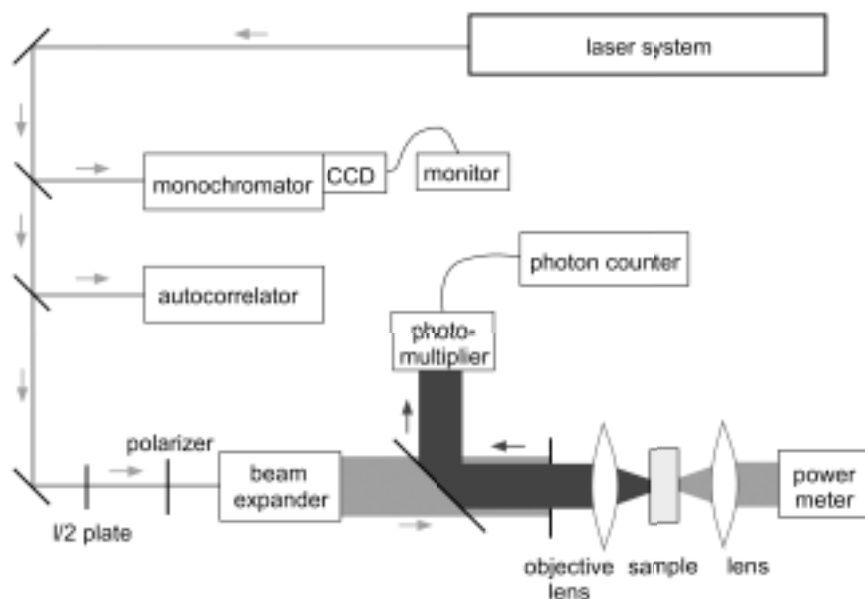 laser system
monochromator
CCD
monitor
photon counter
autocorrelator
photo-
multiplier
polarizer
beam
expander
power
meter
l/2 plate
objective
lens
sample
lens